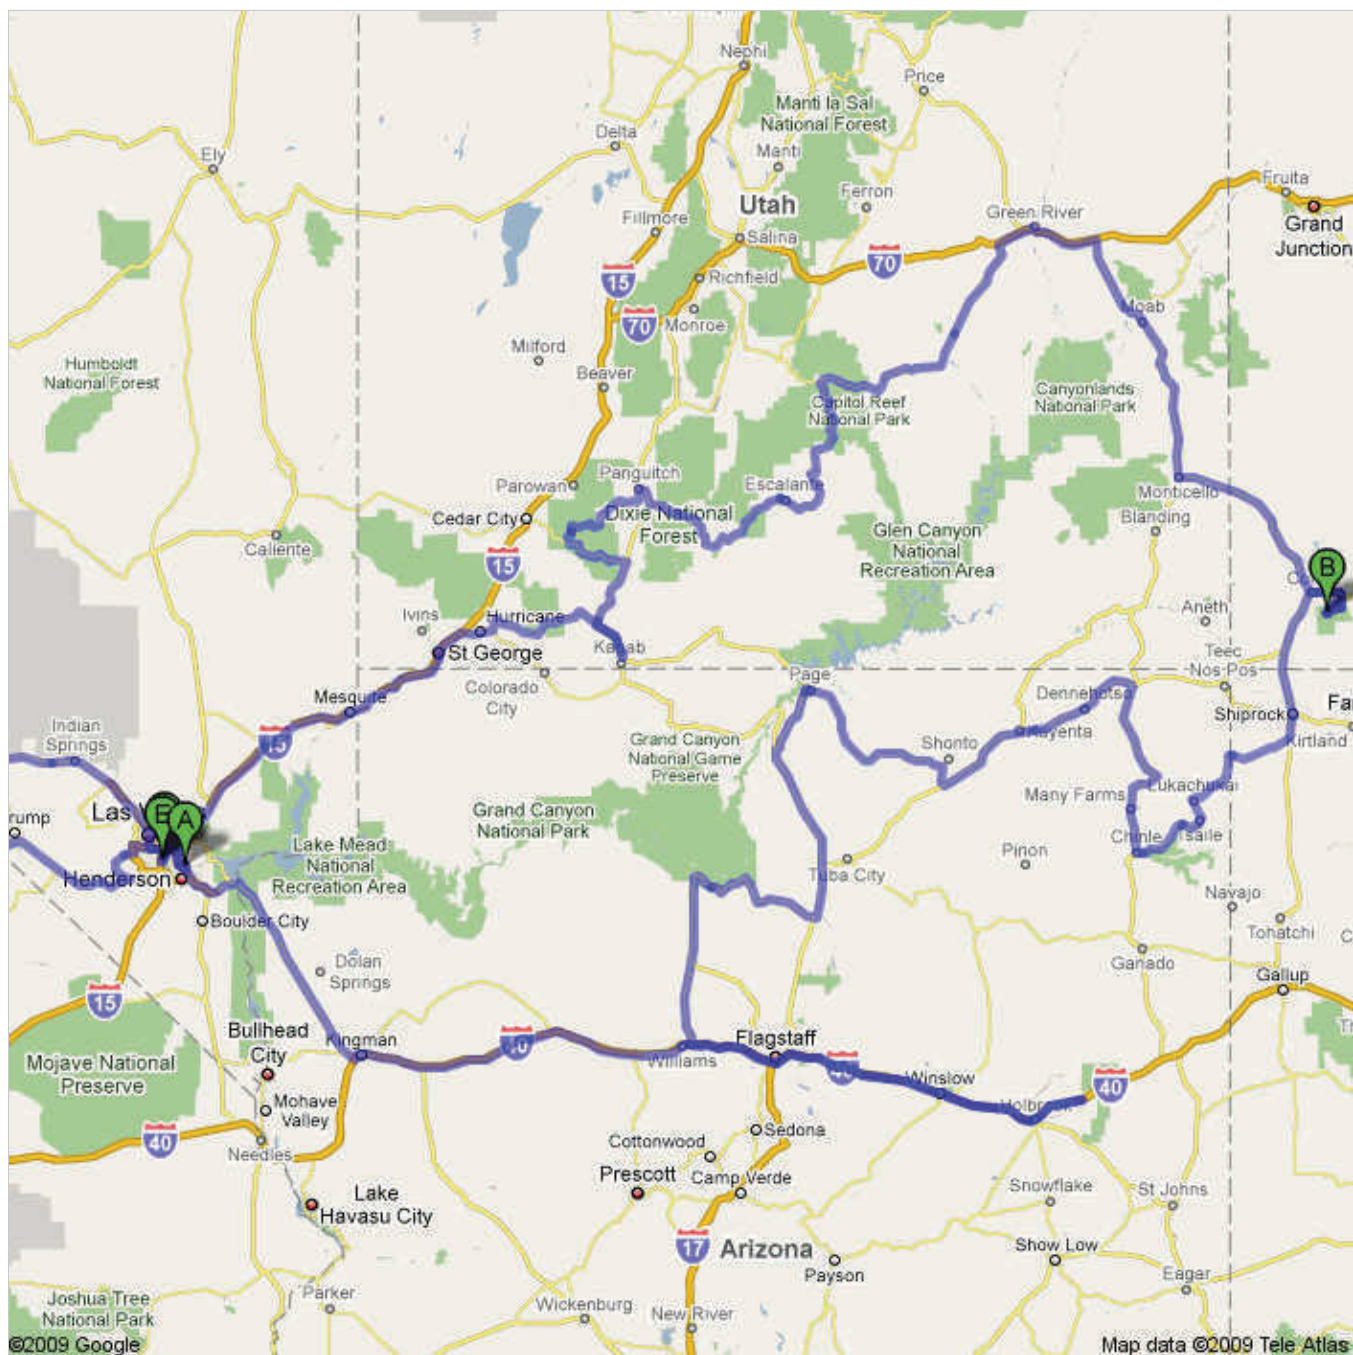 Nephi
Price
Manti la Sal
National Forest
Delta
Manti
Ely
Fruita
Ferron
Utah
Grand
Junction
Fillmore
Green River
Salina
70
15
Richfield
70
Monroe
Milford
Moab
Humboldt
National Forest
Beaver
Canyonlands
National Park
Capitol Reef
National Park
Panguitch
Parowan
Escalante
Monticello
Cedar City
Dixie National
Forest
Blanding
Glen Canyon
National
Recreation Area
Caliente
15
B
Ivins
Hurricane
Aneth
St George
Kanab
Teec
Nos Pos
Colorado
City
Page
Mesquite
Dennehotso
Shiprock
Indian
Springs
15
Kayenta
Kirtland
Grand Canyon
National Game
Preserve
Shonto
Lukachukai
Many Farms
Grand Canyon
National Park
Las
E
A
Chinle
Tsaile
Lake Mead
National
Recreation Area
Pinon
Henderson
Tuba City
Navajo
Boulder City
Tohatchi
Dolan
Springs
Ganado
Gallup
15
Bullhead
City
Kingman
40
Flagstaff
Williams
40
Winslow
Mojave National
Preserve
40
Holbrook
Mohave
Valley
40
Needles
Sedona
Cottonwood
Prescott
Camp Verde
Lake
Havasu City
Snowflake
St Johns
17
Arizona
Show Low
Payson
Eagar
Joshua Tree
National Park
Parker
Wickenburg
New River
©2009 Google
Map data ©2009 Tele Atlas